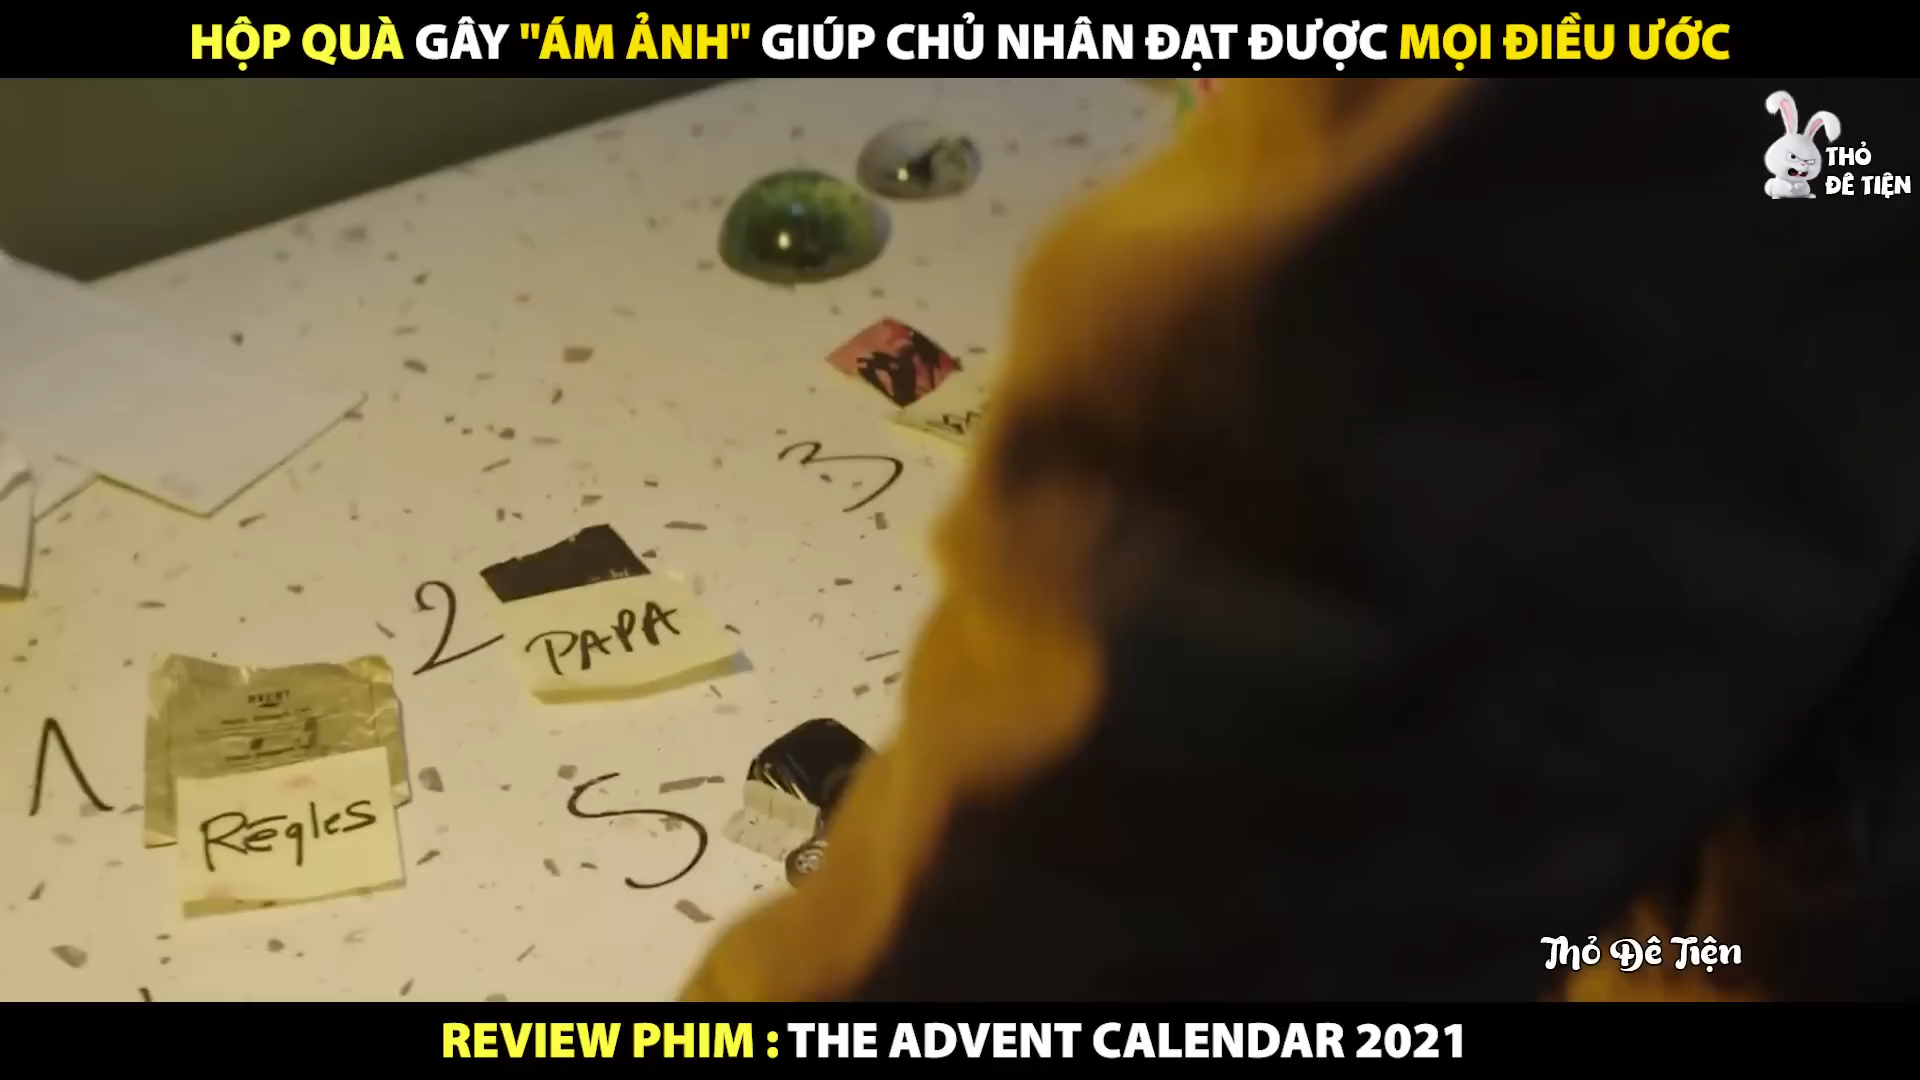 HỘP QUÀ GÂY "ÁM ẢNH" GIÚP CHỦ NHÂN ĐẠT ĐƯỢC MỌI ĐIỀU ƯỚC
THỎ
ĐÊ TIỆN
3
2
PAPA
1
Règles
5
Thỏ Đê Tiện
REVIEW PHIM : THE ADVENT CALENDAR 2021